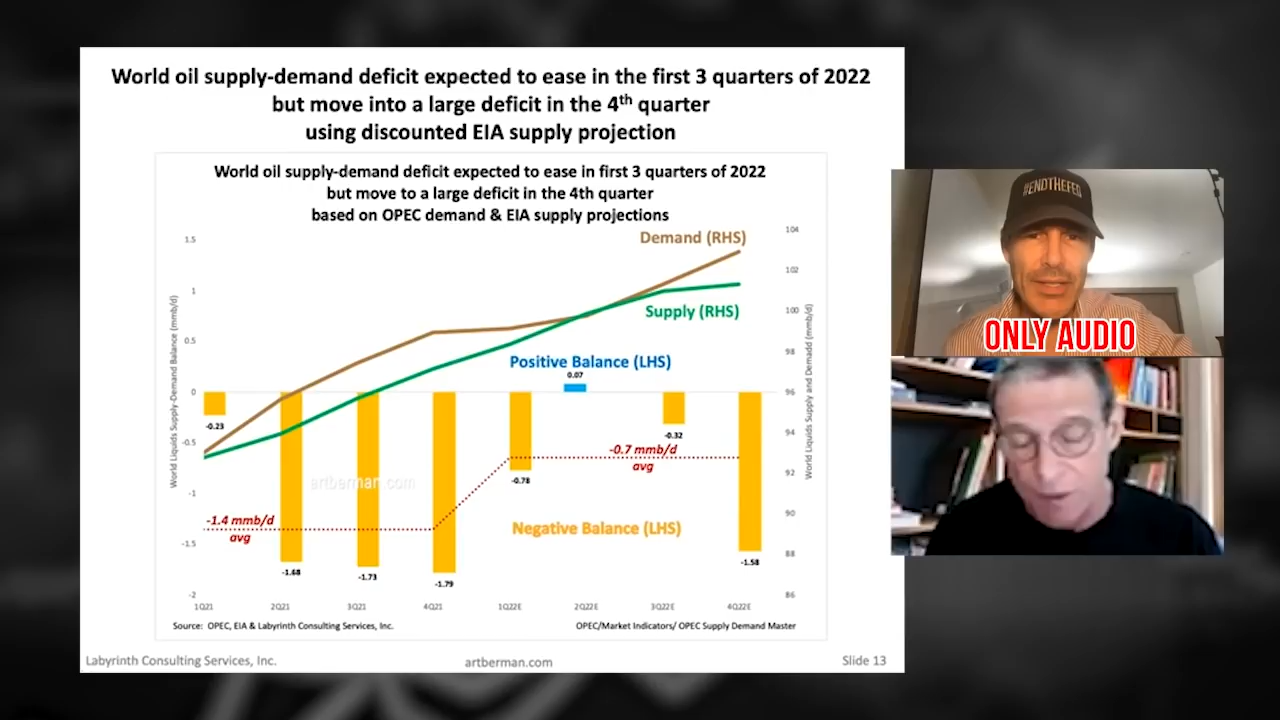 World oil supply-demand deficit expected to ease in the first 3 quarters of 2022
but move into a large deficit in the 4th quarter
using discounted EIA supply projection
World oil supply-demand deficit expected to ease in first 3 quarters of 2022
but move to a large deficit in the 4th quarter
based on OPEC demand & EIA supply projections
1.5
1
0.5
0
-0.5
-1
-1.5
-2
World Liquids Supply-Demand Balance (mmb/d)
Demand (RHS)
Supply (RHS)
Positive Balance (LHS)
0.07
-0.23
-1.68
-1.73
-1.79
-0.78
-0.32
-1.58
-1.4 mmb/d
avg
-0.7 mmb/d
avg
Negative Balance (LHS)
artberman.com
104
102
100
98
96
94
92
90
88
86
World Liquids Supply and Demadd (mmb/d)
1Q21
2Q21
3Q21
4Q21
1Q22E
2Q22E
3Q22E
4Q22E
Source: OPEC, EIA & Labyrinth Consulting Services, Inc.
OPEC/Market Indicators/ OPEC Supply Demand Master
Labyrinth Consulting Services, Inc.
artberman.com
Slide 13
#ENDTHEFED
ONLY AUDIO